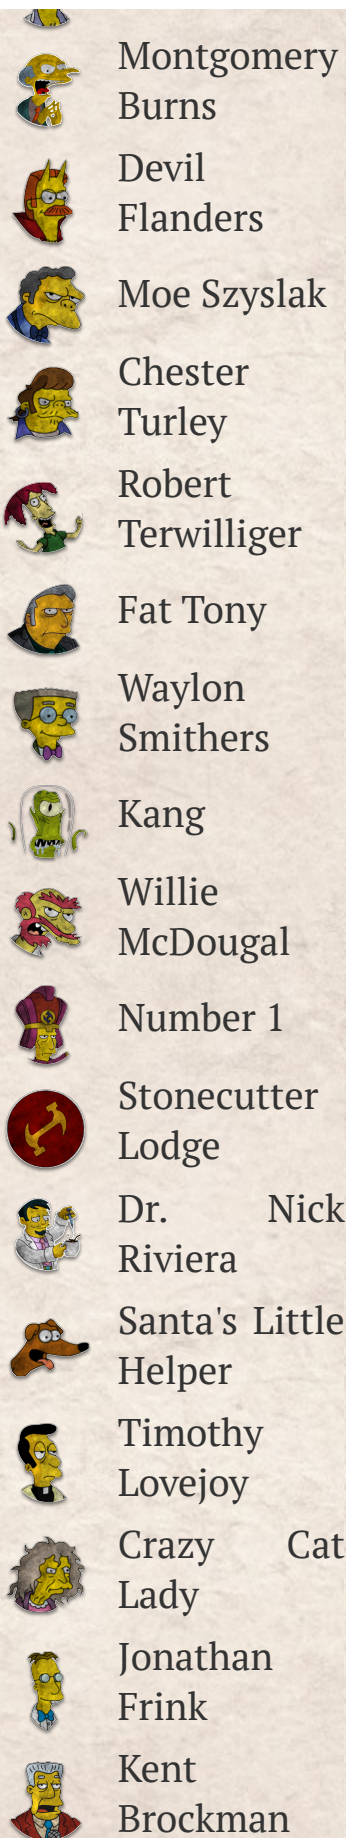 Montgomery
Burns
Devil
Flanders
Moe Szyslak
Chester
Turley
Robert
Terwilliger
Fat Tony
Waylon
Smithers
Kang
Willie
McDougal
Number 1
Stonecutter
Lodge
Dr. Nick
Riviera
Santa's Little
Helper
Timothy
Lovejoy
Crazy Cat
Lady
Jonathan
Frink
Kent
Brockman